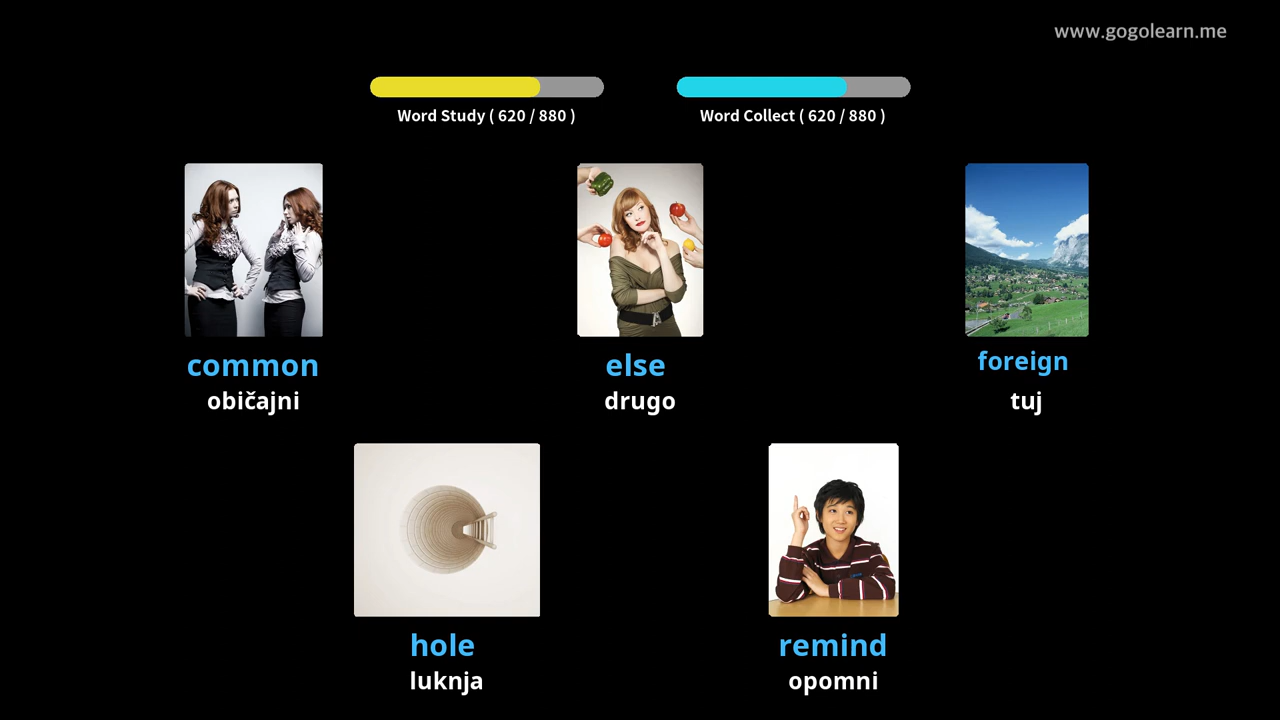 www.gogolearn.me
Word Study ( 620 / 880 )
Word Collect ( 620 / 880 )
common
običajni
else
drugo
foreign
tuj
hole
luknja
remind
opomni